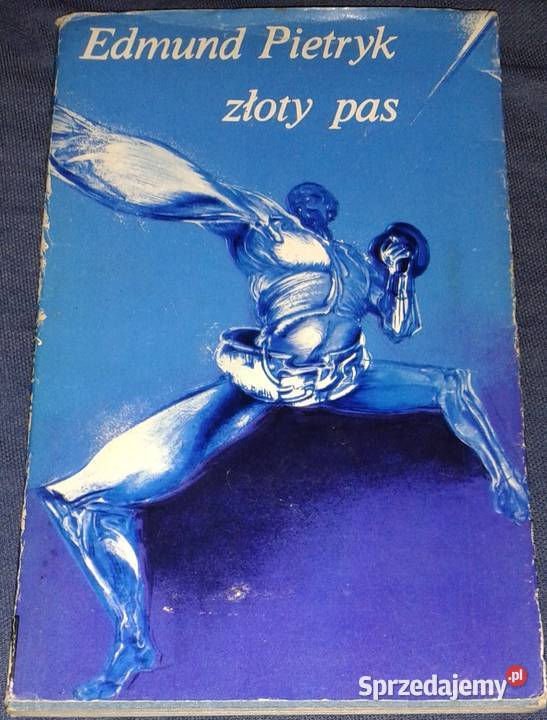 Edmund Pietryk
złoty pas
Sprzedajemy.pl